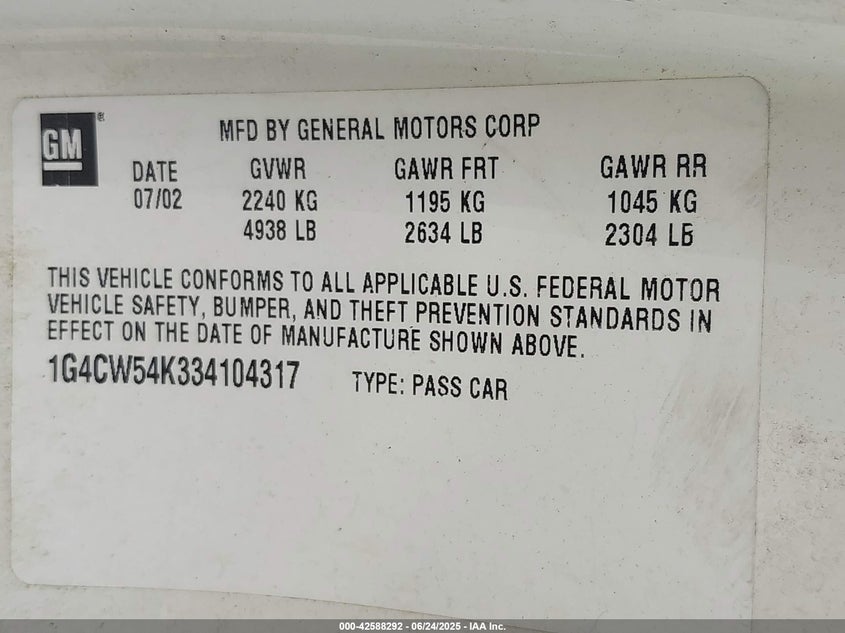 GM ®
MFD BY GENERAL MOTORS CORP
DATE GVWR GAWR FRT GAWR RR
07/02 2240 KG 1195 KG 1045 KG
4938 LB 2634 LB 2304 LB
THIS VEHICLE CONFORMS TO ALL APPLICABLE U.S. FEDERAL MOTOR
VEHICLE SAFETY, BUMPER, AND THEFT PREVENTION STANDARDS IN
EFFECT ON THE DATE OF MANUFACTURE SHOWN ABOVE.
1G4CW54K334104317 TYPE: PASS CAR
000-42588292 - 06/24/2025 - IAA Inc.